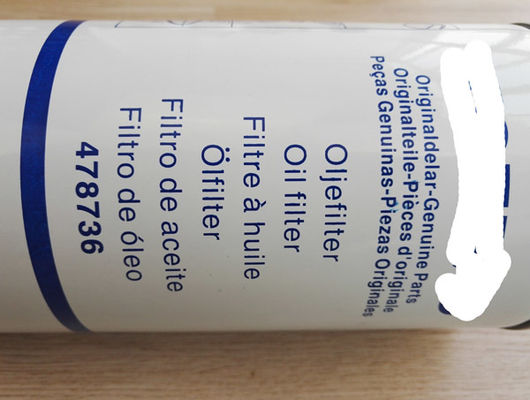 Originaldelar-Genuine Parts
Originalteile-Pièces d'originale
Peças Genuinas-Piezas Originales
Oljefilter
Oil filter
Filtre à huile
Ölfilter
Filtro de aceite
Filtro de óleo
478736